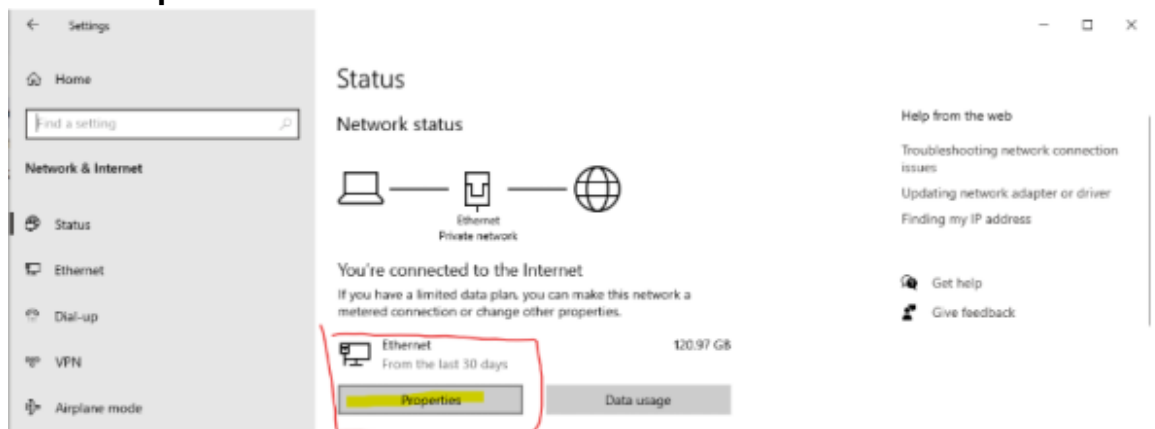 Settings
Home
Find a setting
Network & Internet
Status
Ethernet
Dial-up
VPN
Airplane mode
Status
Network status
Ethernet
Private network
You're connected to the Internet
If you have a limited data plan, you can make this network a
metered connection or change other properties.
Ethernet
From the last 30 days
120.97 GB
Properties
Data usage
Help from the web
Troubleshooting network connection
issues
Updating network adapter or driver
Finding my IP address
Get help
Give feedback